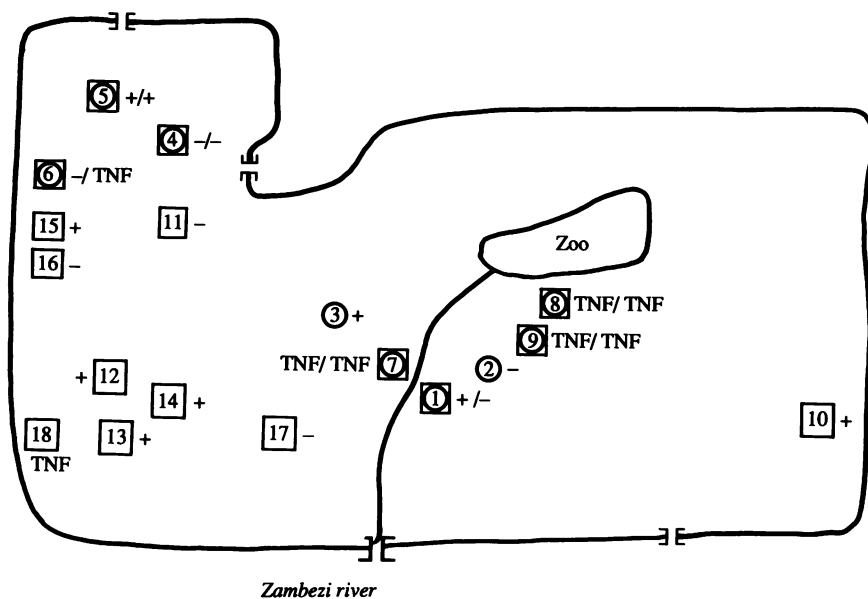 5 +/+
4 –/–
6 –/ TNF
15 +
11 –
16 –
Zoo
8 TNF/ TNF
3 +
9 TNF/ TNF
TNF/ TNF 7
2 –
+ 12
1 + /–
14 +
10 +
18
TNF
13 +
17 –
Zambezi river